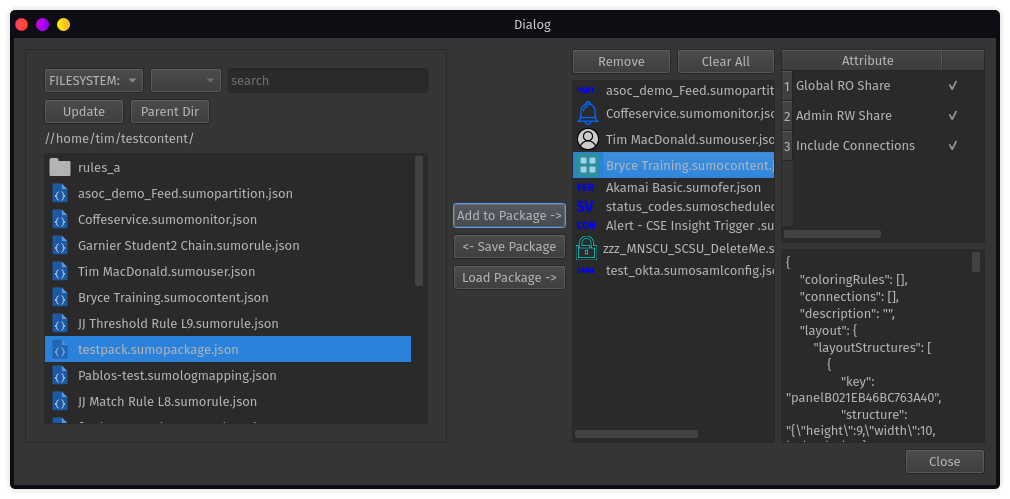 Dialog
FILESYSTEM:
search
Update
Parent Dir
//home/tim/testcontent/
rules_a
asoc_demo_Feed.sumopartition.json
Coffeservice.sumomonitor.json
Garnier Student2 Chain.sumorule.json
Tim MacDonald.sumouser.json
Bryce Training.sumocontent.json
JJ Threshold Rule L9.sumorule.json
testpack.sumopackage.json
Pablos-test.sumologmapping.json
JJ Match Rule L8.sumorule.json
Add to Package ->
<- Save Package
Load Package ->
Remove
Clear All
PART asoc_demo_Feed.sumopartit
Coffeservice.sumomonitor.jso
Tim MacDonald.sumouser.jso
Bryce Training.sumocontent.j
FER Akamai Basic.sumofer.json
SV status_codes.sumoscheduled
CON Alert - CSE Insight Trigger .su
zzz_MNSCU_SCSU_DeleteMe.s
SAML test_okta.sumosamlconfig.jso
Attribute
1 Global RO Share ✓
2 Admin RW Share ✓
3 Include Connections ✓
{
"coloringRules": [],
"connections": [],
"description": "",
"layout": {
"layoutStructures": [
{
"key":
"panelB021EB46BC763A40",
"structure":
"{\"height\":9,\"width\":10,
Close